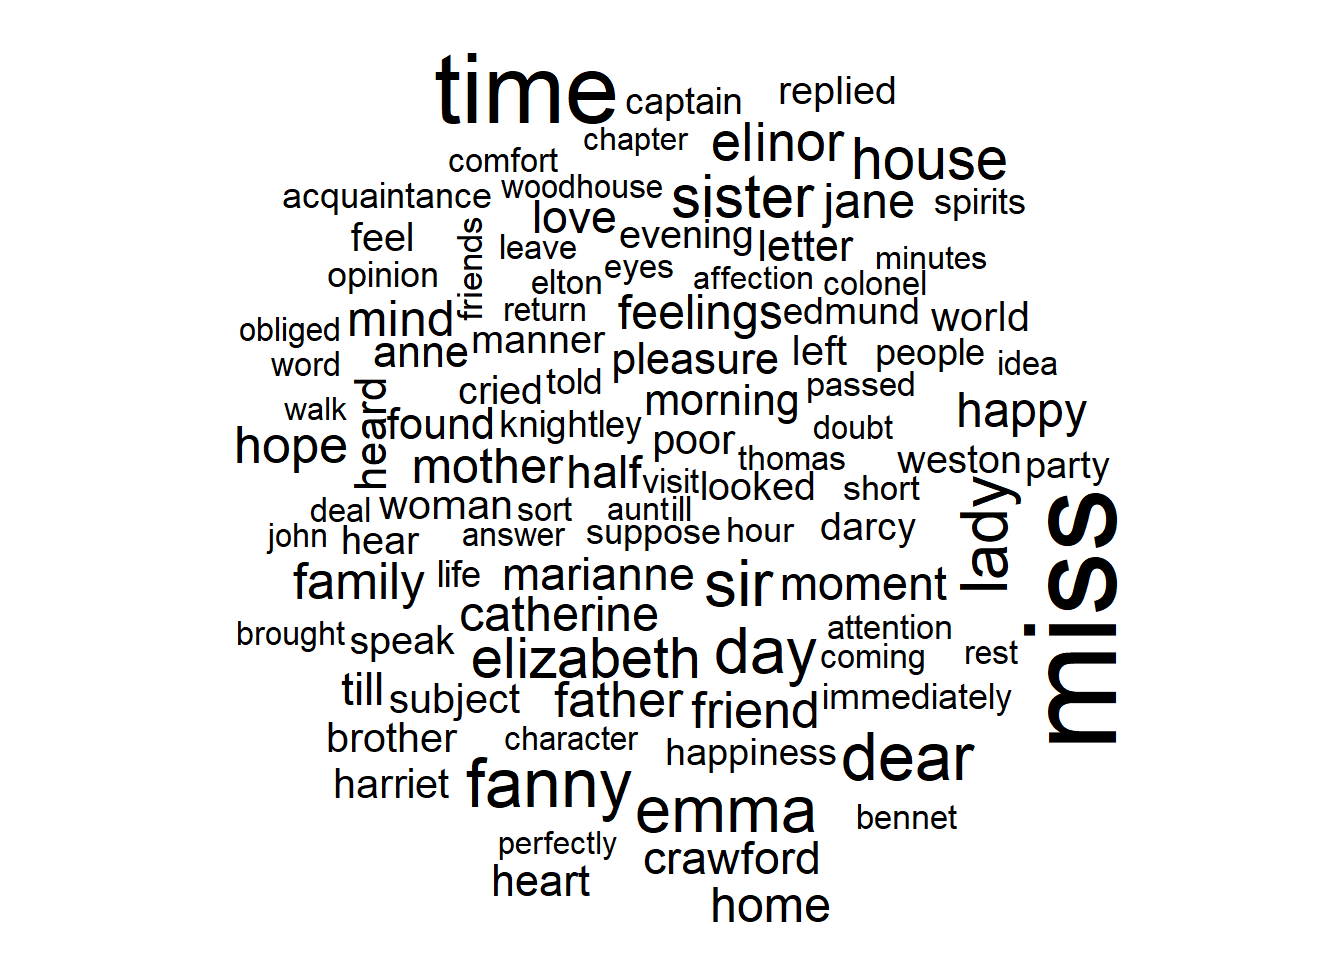 time captain replied
chapter elinor house
comfort
acquaintance woodhouse sister jane spirits
love
feel friends leave evening letter minutes
opinion elton eyes affection colonel
obliged mind return feelings edmund world
word anne manner pleasure left people idea
cried told morning passed happy
walk heard found knightley poor doubt
hope mother half visit looked thomas weston party
short
deal woman sort aunt ill lady miss
john hear answer suppose hour darcy
family life marianne sir moment
catherine
brought speak elizabeth day attention
coming rest
till subject father friend immediately
brother character happiness dear
harriet fanny emma bennet
perfectly crawford
heart home